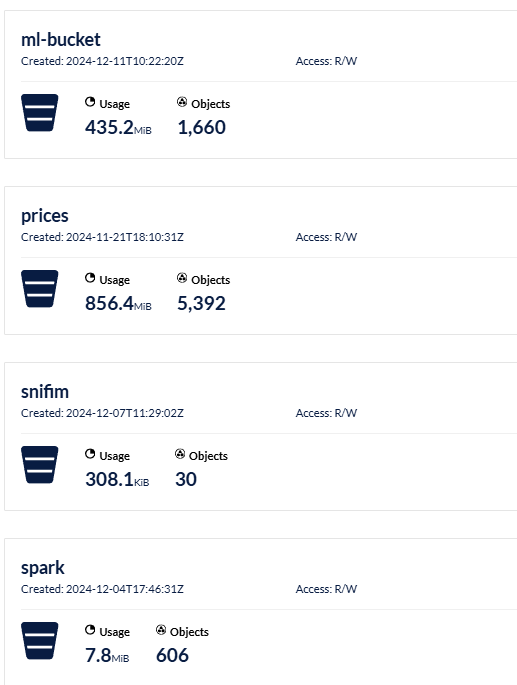 ml-bucket
Created: 2024-12-11T10:22:20Z Access: R/W
Usage Objects
435.2MiB 1,660
prices
Created: 2024-11-21T18:10:31Z Access: R/W
Usage Objects
856.4MiB 5,392
snifim
Created: 2024-12-07T11:29:02Z Access: R/W
Usage Objects
308.1KiB 30
spark
Created: 2024-12-04T17:46:31Z Access: R/W
Usage Objects
7.8MiB 606